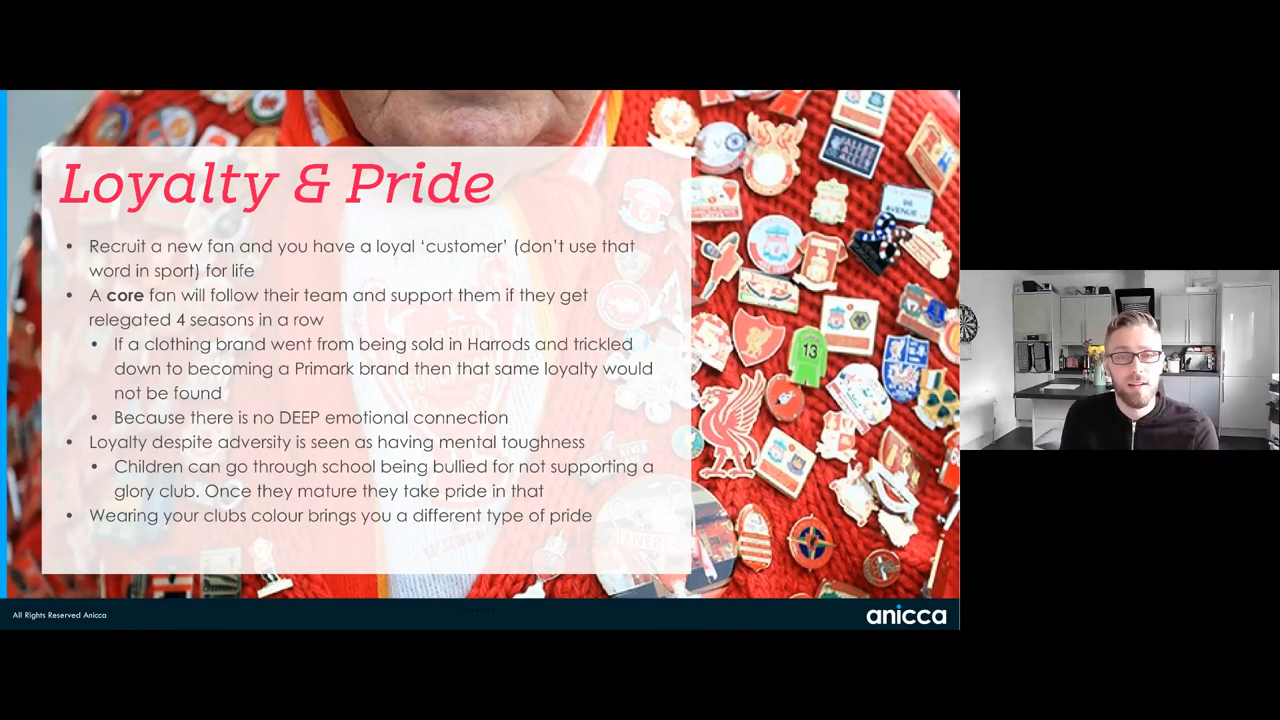 Loyalty & Pride
• Recruit a new fan and you have a loyal ‘customer’ (don’t use that
word in sport) for life
• A core fan will follow their team and support them if they get
relegated 4 seasons in a row
• If a clothing brand went from being sold in Harrods and trickled
down to becoming a Primark brand then that same loyalty would
not be found
• Because there is no DEEP emotional connection
• Loyalty despite adversity is seen as having mental toughness
• Children can go through school being bullied for not supporting a
glory club. Once they mature they take pride in that
• Wearing your clubs colour brings you a different type of pride
13
All Rights Reserved Anicca
anicca